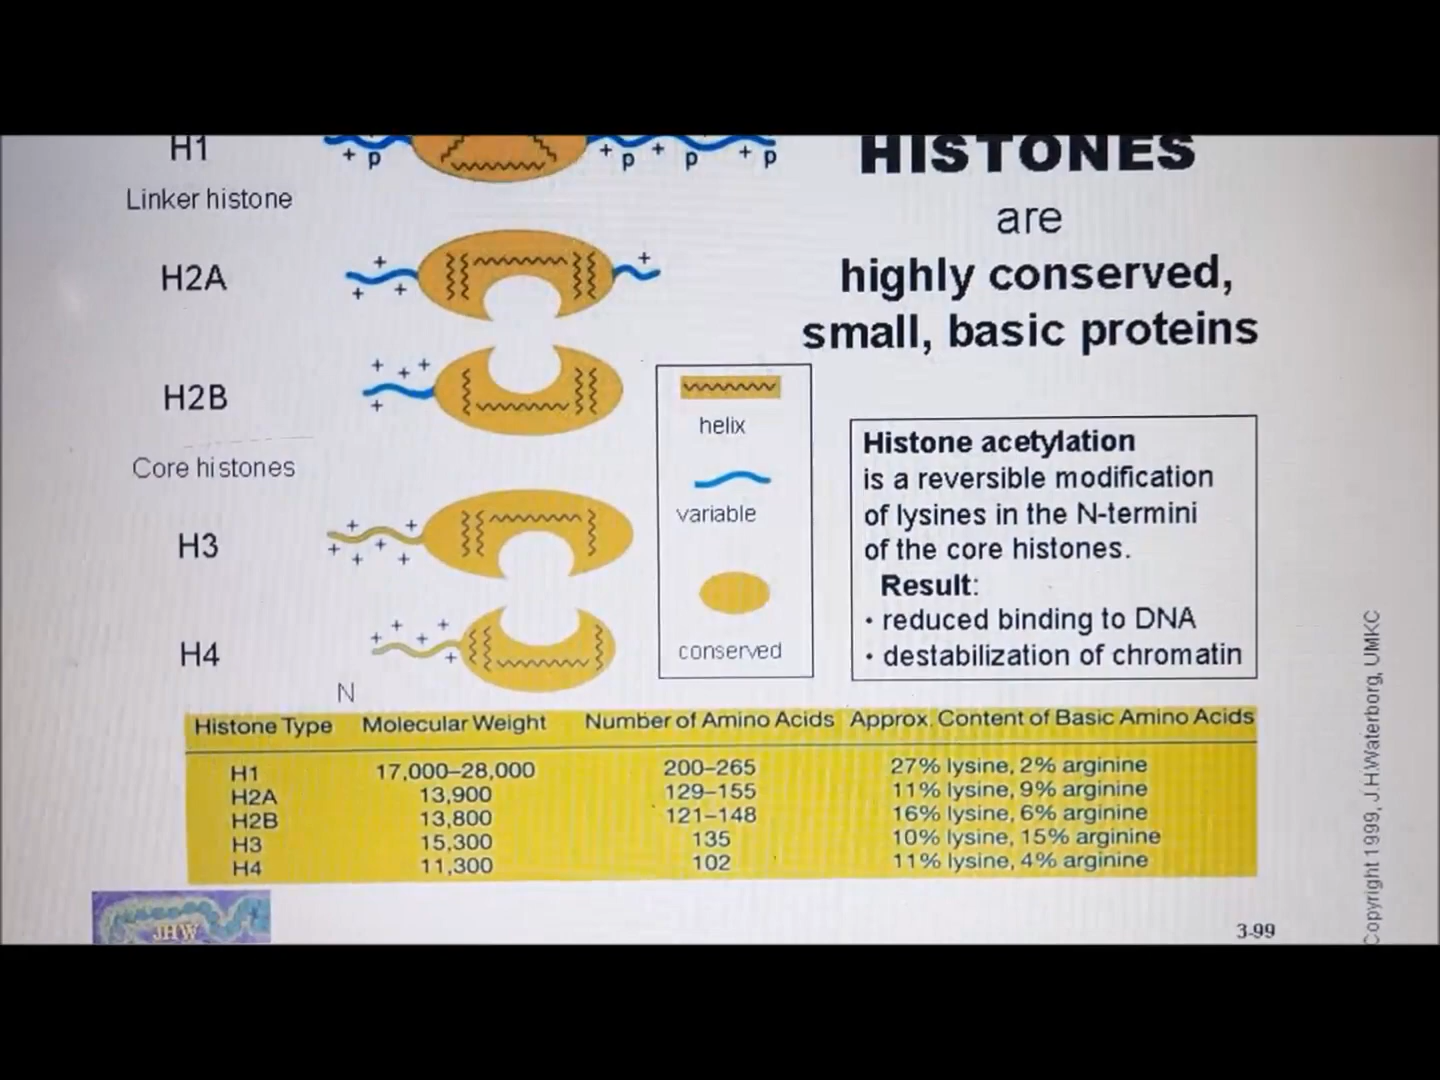 H1
+ p
+ p + p + p
Linker histone
HISTONES
are
highly conserved,
small, basic proteins
H2A
+ + +
+
H2B
+ + +
+
Core histones
H3
+ +
+ + + +
H4
+ + + +
+
N
helix
variable
conserved
Histone acetylation
is a reversible modification
of lysines in the N-termini
of the core histones.
Result:
• reduced binding to DNA
• destabilization of chromatin
Histone Type Molecular Weight Number of Amino Acids Approx. Content of Basic Amino Acids
H1 17,000–28,000 200–265 27% lysine, 2% arginine
H2A 13,900 129–155 11% lysine, 9% arginine
H2B 13,800 121–148 16% lysine, 6% arginine
H3 15,300 135 10% lysine, 15% arginine
H4 11,300 102 11% lysine, 4% arginine
JHW
3-99
Copyright 1999, J.H.Waterborg, UMKC